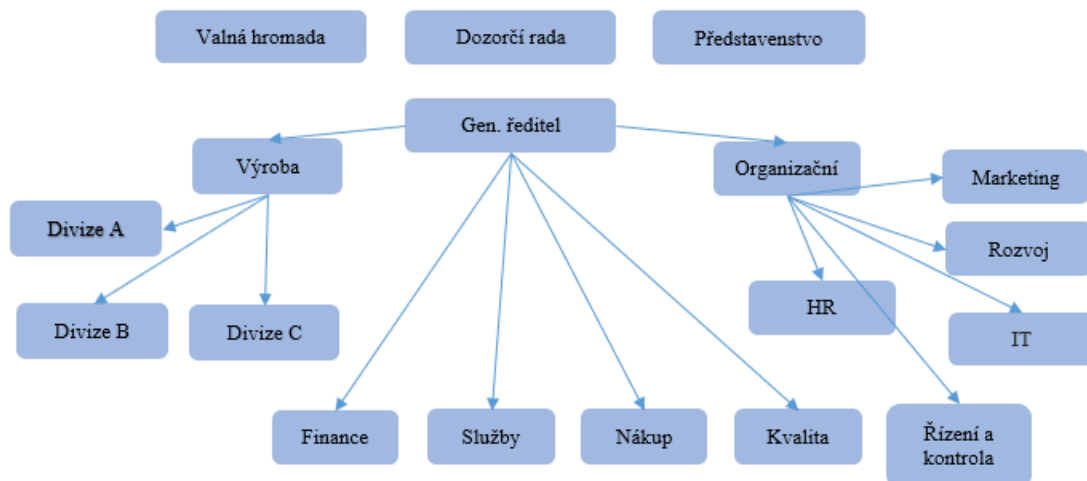 Valná hromada
Dozorčí rada
Představenstvo
Gen. ředitel
Výroba
Organizační
Marketing
Divize A
Rozvoj
HR
Divize B
Divize C
IT
Finance
Služby
Nákup
Kvalita
Řízení a
kontrola